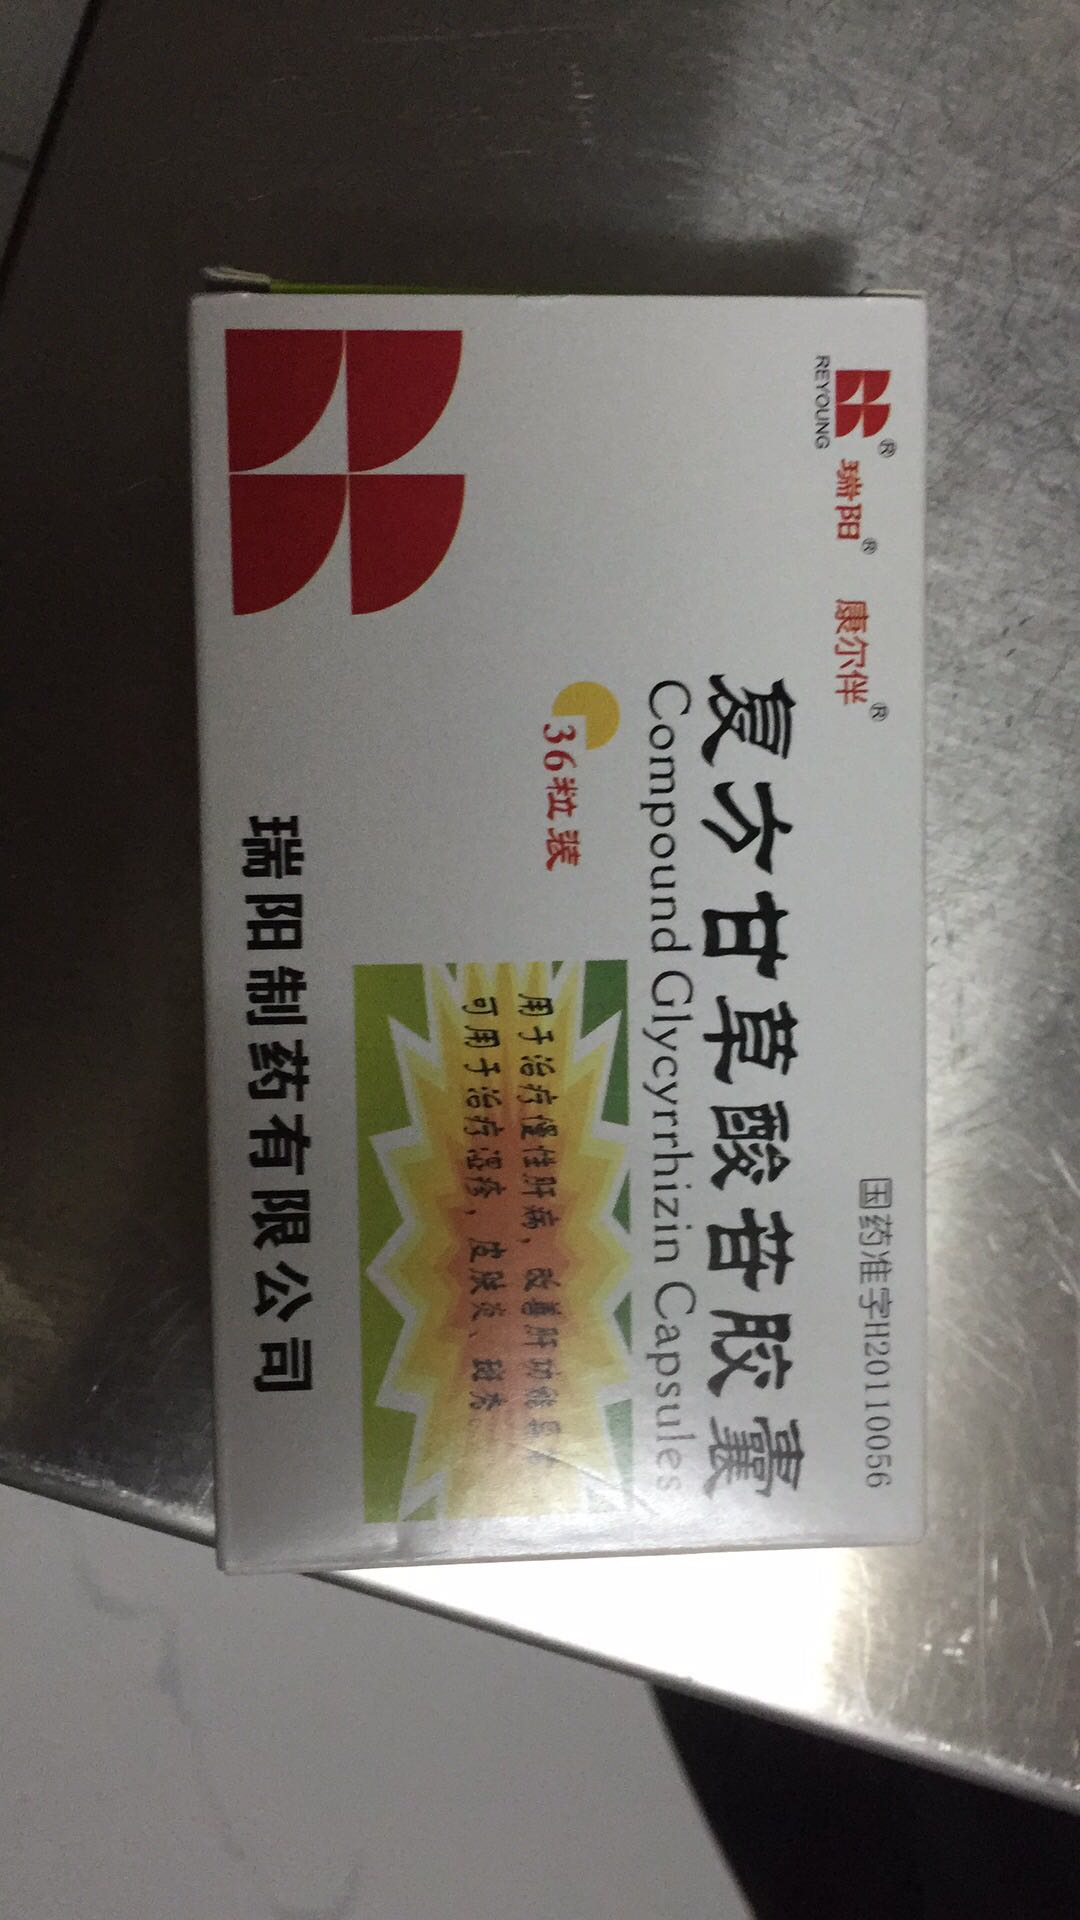 REYOUNG
瑞阳® 康尔伴®
国药准字H20110056
复方甘草酸苷胶囊
Compound Glycyrrhizin Capsules
36粒装
用于治疗慢性肝病，改善肝功能异常
可用于治疗湿疹，皮肤炎、斑秃。
瑞阳制药有限公司